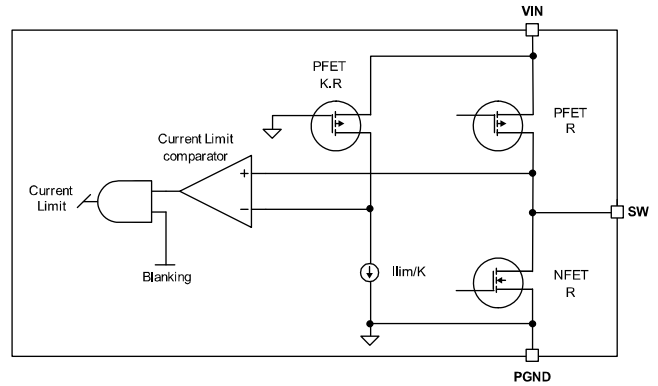 VIN
PFET
K.R
PFET
R
Current Limit
comparator
+
−
Current
Limit
SW
Blanking
Ilim/K
NFET
R
PGND